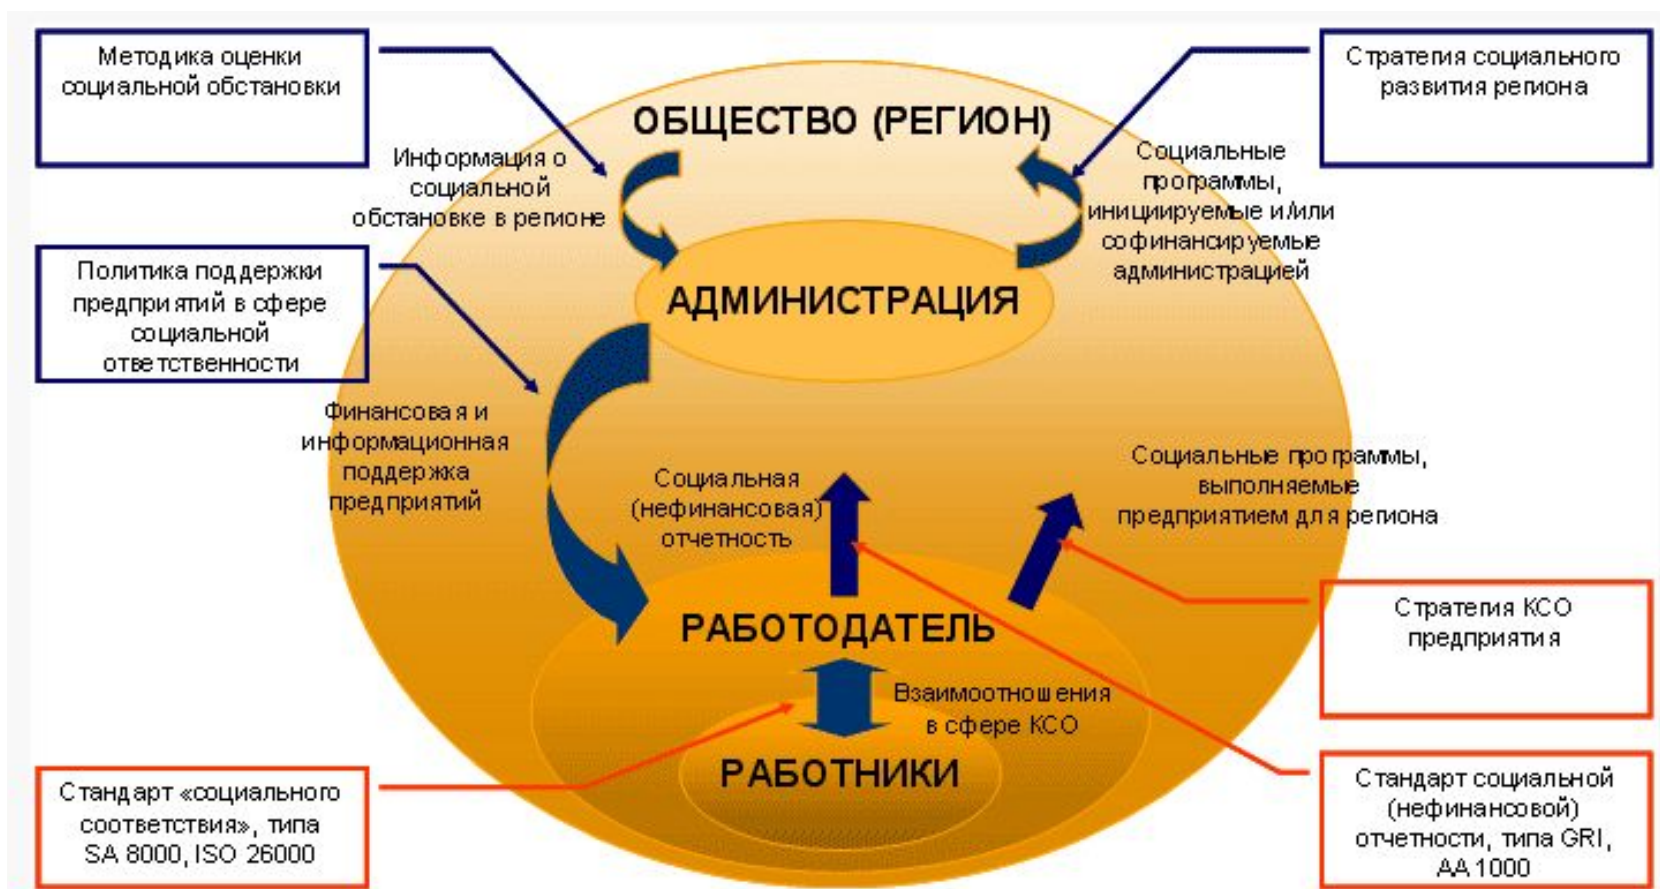 Методика оценки
социальной обстановки
Стратегия социального
развития региона
ОБЩЕСТВО (РЕГИОН)
Информация о
социальной
обстановке в регионе
Социальные
программы,
инициируемые и/или
софинансируемые
администрацией
Политика поддержки
предприятий в сфере
социальной
ответственности
АДМИНИСТРАЦИЯ
Финансовая и
информационная
поддержка
предприятий
Социальная
(нефинансовая)
отчетность
Социальные программы,
выполняемые
предприятием для региона
РАБОТОДАТЕЛЬ
Стратегия КСО
предприятия
Взаимоотношения
в сфере КСО
РАБОТНИКИ
Стандарт «социального
соответствия», типа
SA 8000, ISO 26000
Стандарт социальной
(нефинансовой)
отчетности, типа GRI,
AA 1000